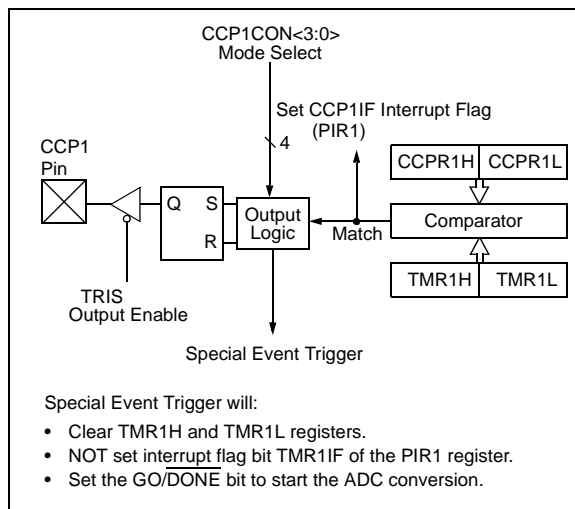 CCP1CON<3:0>
Mode Select
Set CCP1IF Interrupt Flag
(PIR1)
4
CCP1
Pin
CCPR1H CCPR1L
Q S
R
Output
Logic
Match
Comparator
TRIS
Output Enable
TMR1H TMR1L
Special Event Trigger
Special Event Trigger will:
• Clear TMR1H and TMR1L registers.
• NOT set interrupt flag bit TMR1IF of the PIR1 register.
• Set the GO/DONE bit to start the ADC conversion.